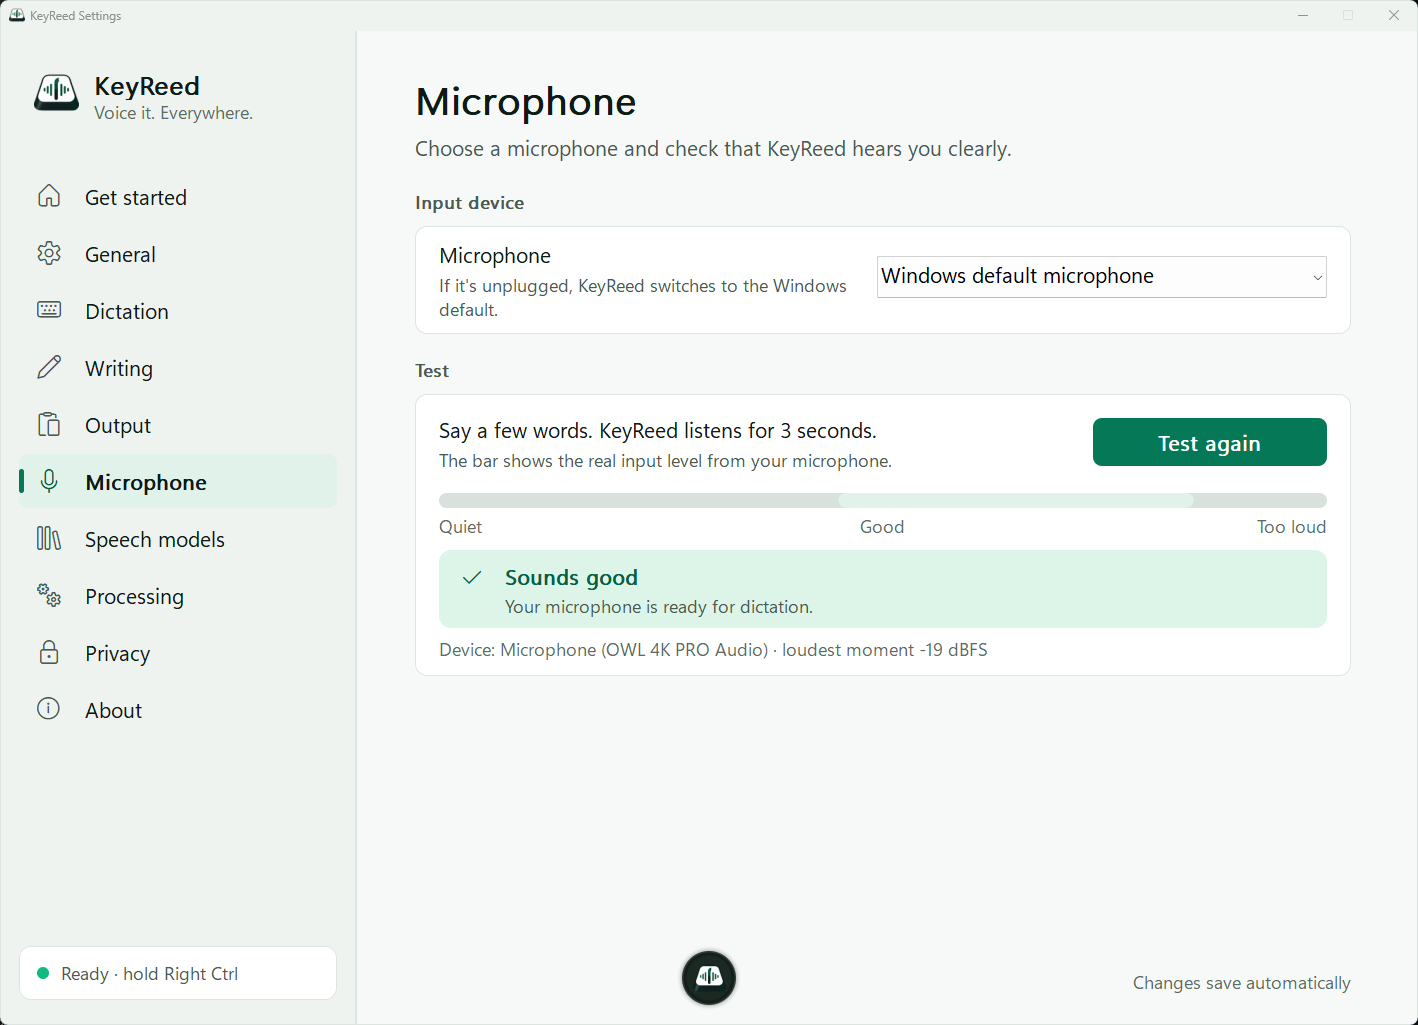 KeyReed Settings
KeyReed
Voice it. Everywhere.
Get started
General
Dictation
Writing
Output
Microphone
Speech models
Processing
Privacy
About
Ready · hold Right Ctrl
Microphone
Choose a microphone and check that KeyReed hears you clearly.
Input device
Microphone
If it's unplugged, KeyReed switches to the Windows
default.
Windows default microphone
Test
Say a few words. KeyReed listens for 3 seconds.
The bar shows the real input level from your microphone.
Test again
Quiet
Good
Too loud
Sounds good
Your microphone is ready for dictation.
Device: Microphone (OWL 4K PRO Audio) · loudest moment -19 dBFS
Changes save automatically